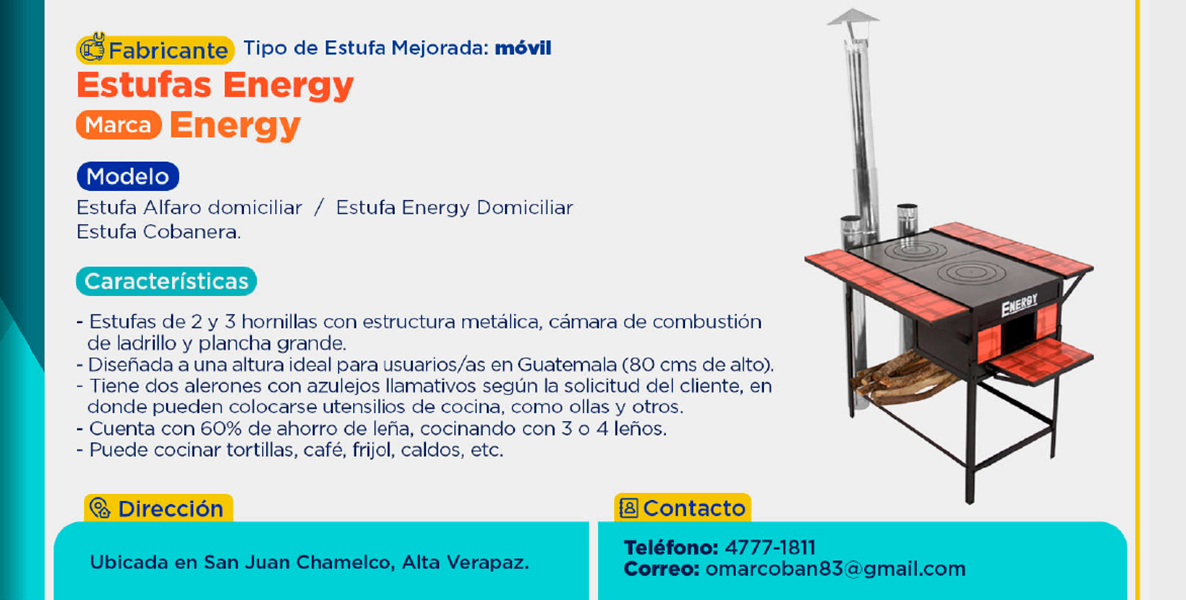 Fabricante Tipo de Estufa Mejorada: móvil
Estufas Energy
Marca Energy
Modelo
Estufa Alfaro domiciliar / Estufa Energy Domiciliar
Estufa Cobanera.
Características
- Estufas de 2 y 3 hornillas con estructura metálica, cámara de combustión
de ladrillo y plancha grande.
- Diseñada a una altura ideal para usuarios/as en Guatemala (80 cms de alto).
- Tiene dos alerones con azulejos llamativos según la solicitud del cliente, en
donde pueden colocarse utensilios de cocina, como ollas y otros.
- Cuenta con 60% de ahorro de leña, cocinando con 3 o 4 leños.
- Puede cocinar tortillas, café, frijol, caldos, etc.
ENERGY
Dirección
Ubicada en San Juan Chamelco, Alta Verapaz.
Contacto
Teléfono: 4777-1811
Correo: omarcoban83@gmail.com